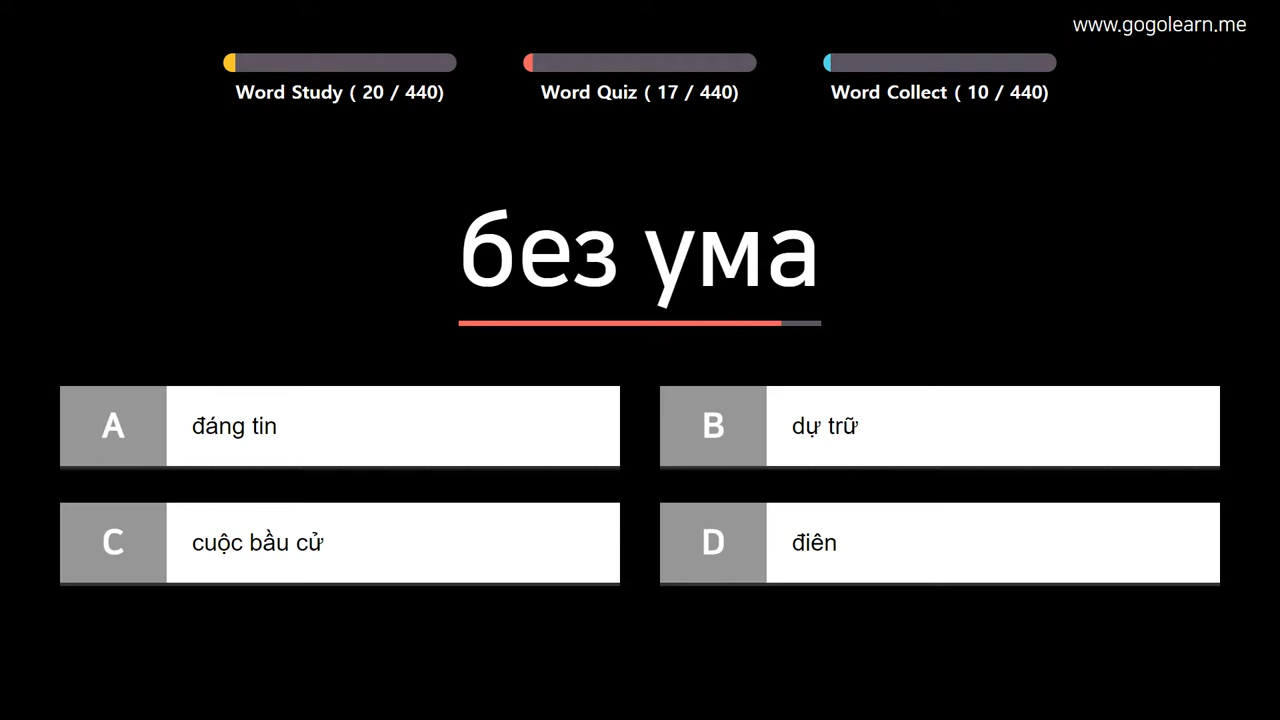 www.gogolearn.me
Word Study ( 20 / 440)
Word Quiz ( 17 / 440)
Word Collect ( 10 / 440)
без ума
A đáng tin
B dự trữ
C cuộc bầu cử
D điên